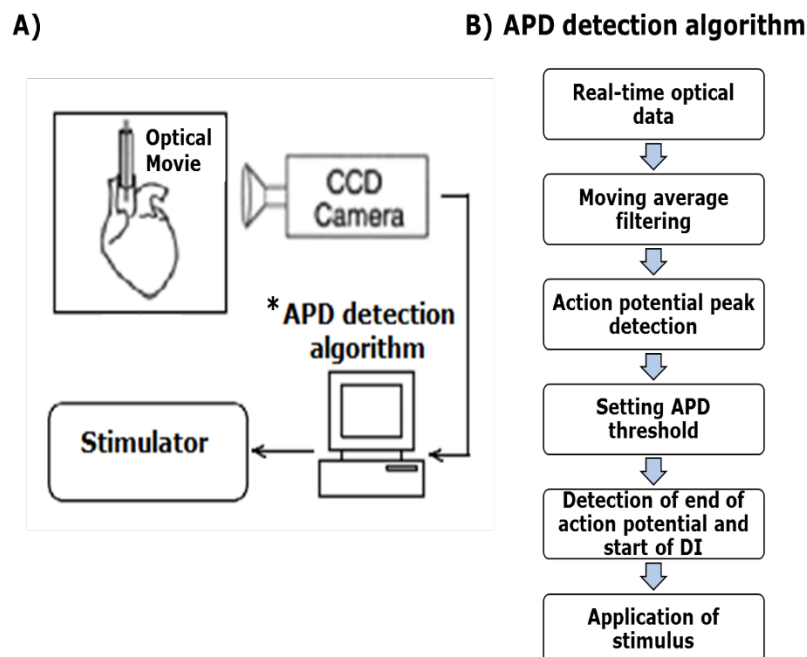 A)
Optical
Movie
CCD
Camera
*APD detection
algorithm
Stimulator
B) APD detection algorithm
Real-time optical
data
Moving average
filtering
Action potential peak
detection
Setting APD
threshold
Detection of end of
action potential and
start of DI
Application of
stimulus